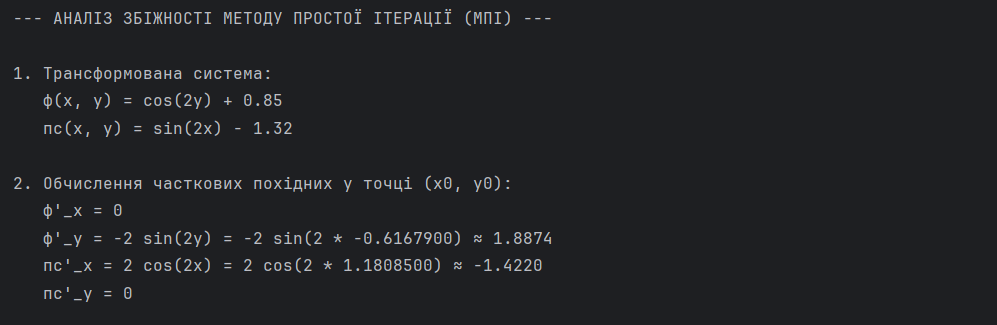 --- АНАЛІЗ ЗБІЖНОСТІ МЕТОДУ ПРОСТОЇ ІТЕРАЦІЇ (МПІ) ---
1. Трансформована система:
ф(x, y) = cos(2y) + 0.85
пс(x, y) = sin(2x) - 1.32
2. Обчислення часткових похідних у точці (x0, y0):
ф'_x = 0
ф'_y = -2 sin(2y) = -2 sin(2 * -0.6167900) ≈ 1.8874
пс'_x = 2 cos(2x) = 2 cos(2 * 1.1808500) ≈ -1.4220
пс'_y = 0